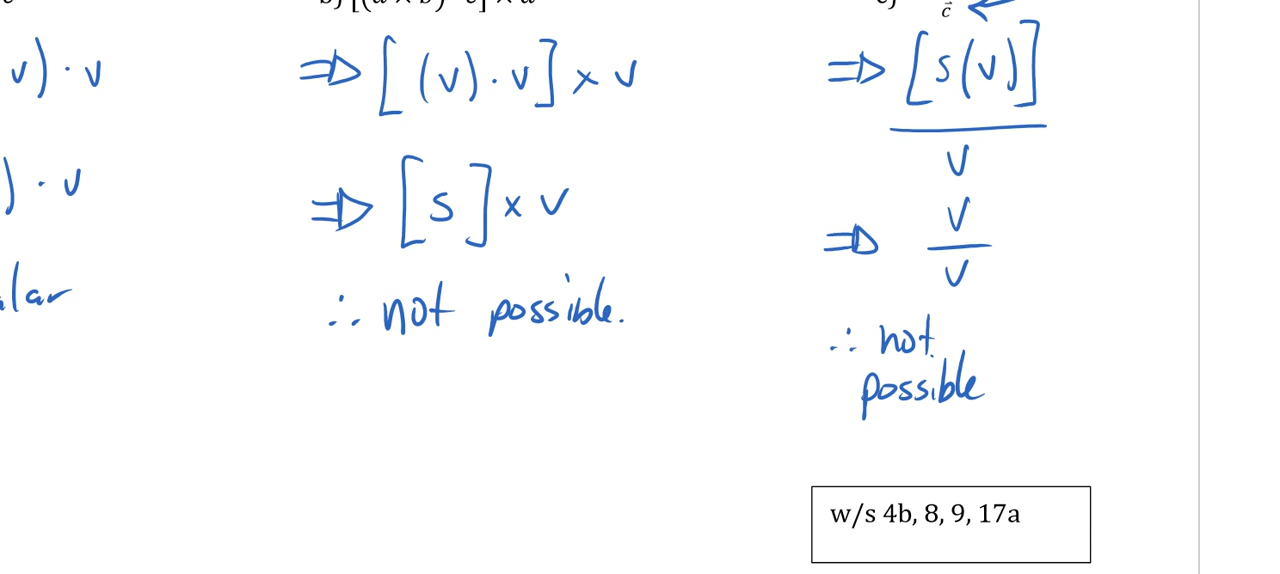 c⃗
v) · v
⇒ [(v) · v] × v
⇒ [s(v)]
v
) · v
⇒ [s] × v
⇒ v
v
lar
∴ not possible.
∴ not
possible
w/s 4b, 8, 9, 17a